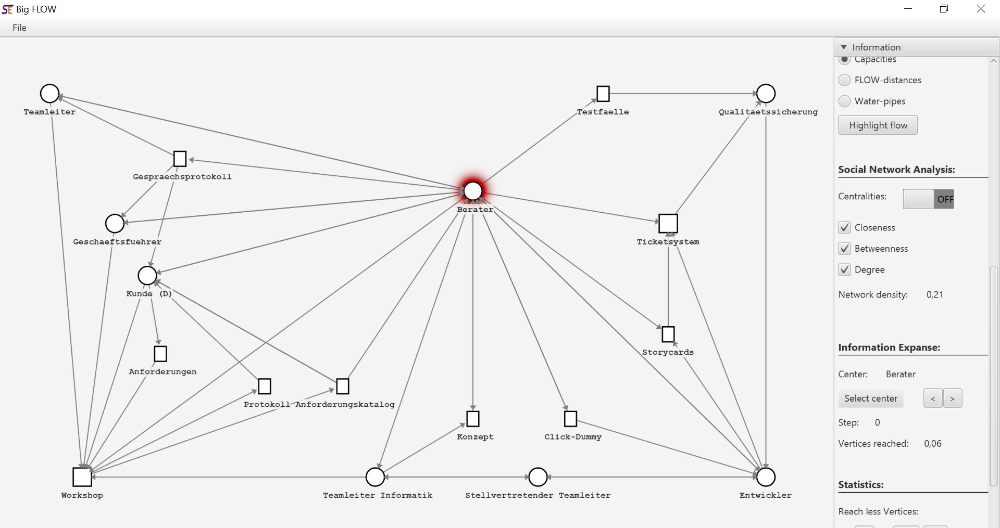 SE Big FLOW
File
Information
Capacities
FLOW-distances
Water-pipes
Highlight flow
Social Network Analysis:
Centralities: OFF
Closeness
Betweenness
Degree
Network density: 0,21
Information Expanse:
Center: Berater
Select center < >
Step: 0
Vertices reached: 0,06
Statistics:
Reach less Vertices:
Teamleiter
Testfaelle
Qualitaetssicherung
Gespraechsprotokoll
Berater
Geschaeftsfuehrer
Ticketsystem
Kunde (D)
Storycards
Anforderungen
Protokoll Anforderungskatalog
Konzept
Click-Dummy
Workshop
Teamleiter Informatik
Stellvertretender Teamleiter
Entwickler